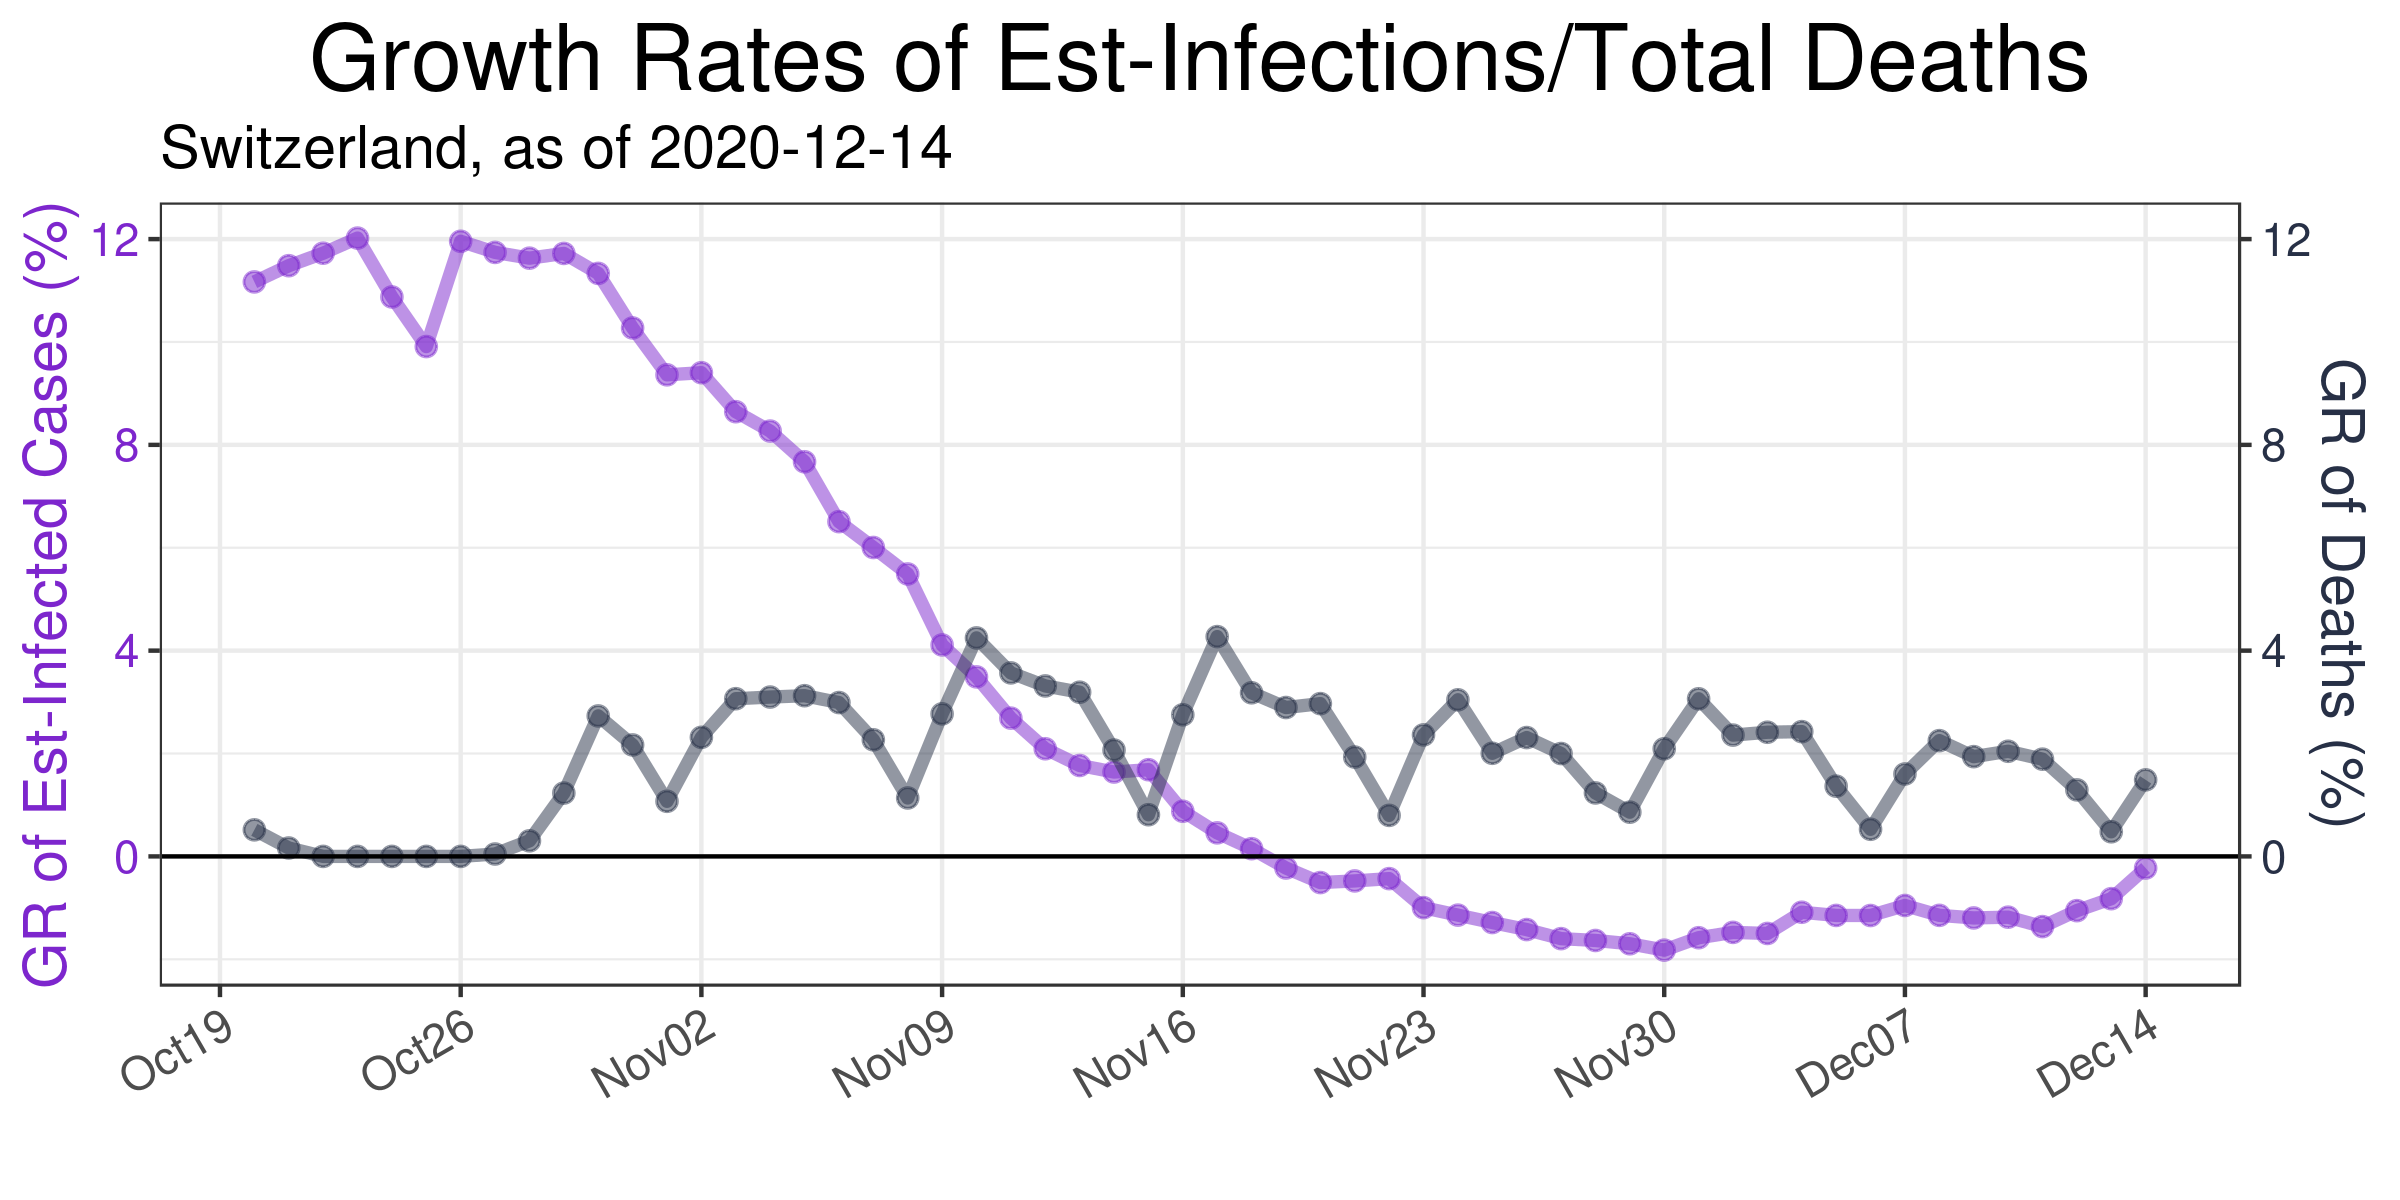 Growth Rates of Est-Infections/Total Deaths
Switzerland, as of 2020-12-14
GR of Est-Infected Cases (%)
12
8
4
0
12
8
4
0
GR of Deaths (%)
Oct19
Oct26
Nov02
Nov09
Nov16
Nov23
Nov30
Dec07
Dec14